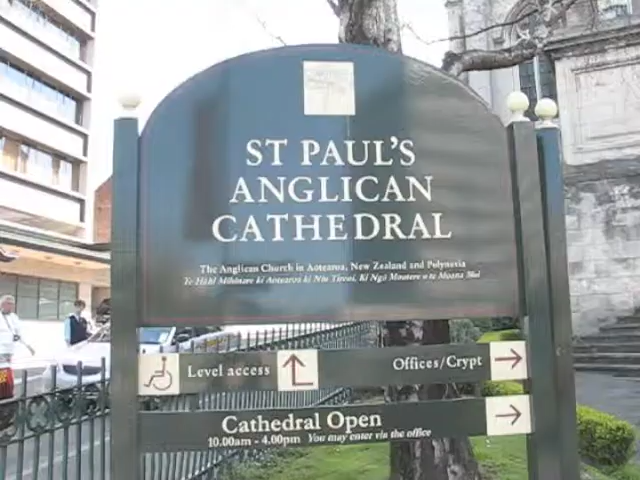 ST PAUL'S
ANGLICAN
CATHEDRAL
The Anglican Church in Aotearoa, New Zealand and Polynesia
Te Hāhi Mihinare ki Aotearoa ki Niu Tireni, Ki Ngā Moutere o te Moana Nui
Level access
Offices/Crypt
Cathedral Open
10.00am - 4.00pm You may enter via the office